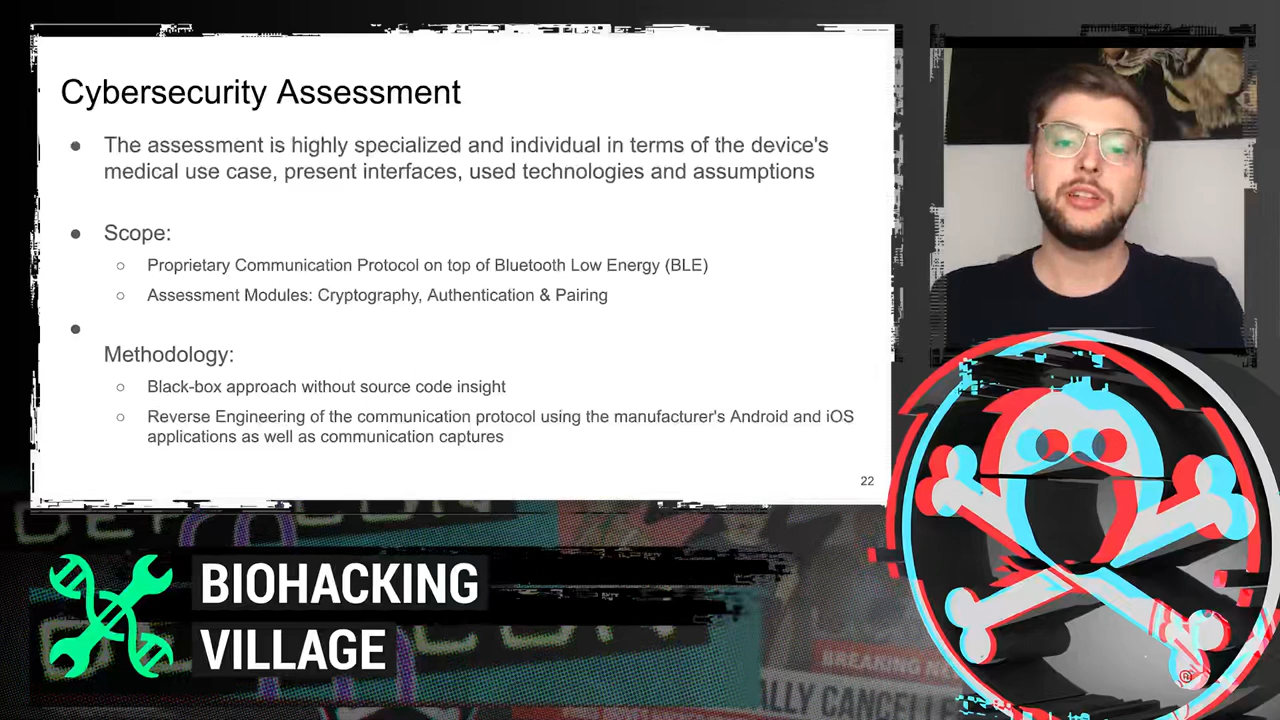 Cybersecurity Assessment
● The assessment is highly specialized and individual in terms of the device's
medical use case, present interfaces, used technologies and assumptions
● Scope:
○ Proprietary Communication Protocol on top of Bluetooth Low Energy (BLE)
○ Assessment Modules: Cryptography, Authentication & Pairing
●
Methodology:
○ Black-box approach without source code insight
○ Reverse Engineering of the communication protocol using the manufacturer's Android and iOS
applications as well as communication captures
22
BIOHACKING
VILLAGE
BREAKING
CANCELLE
®